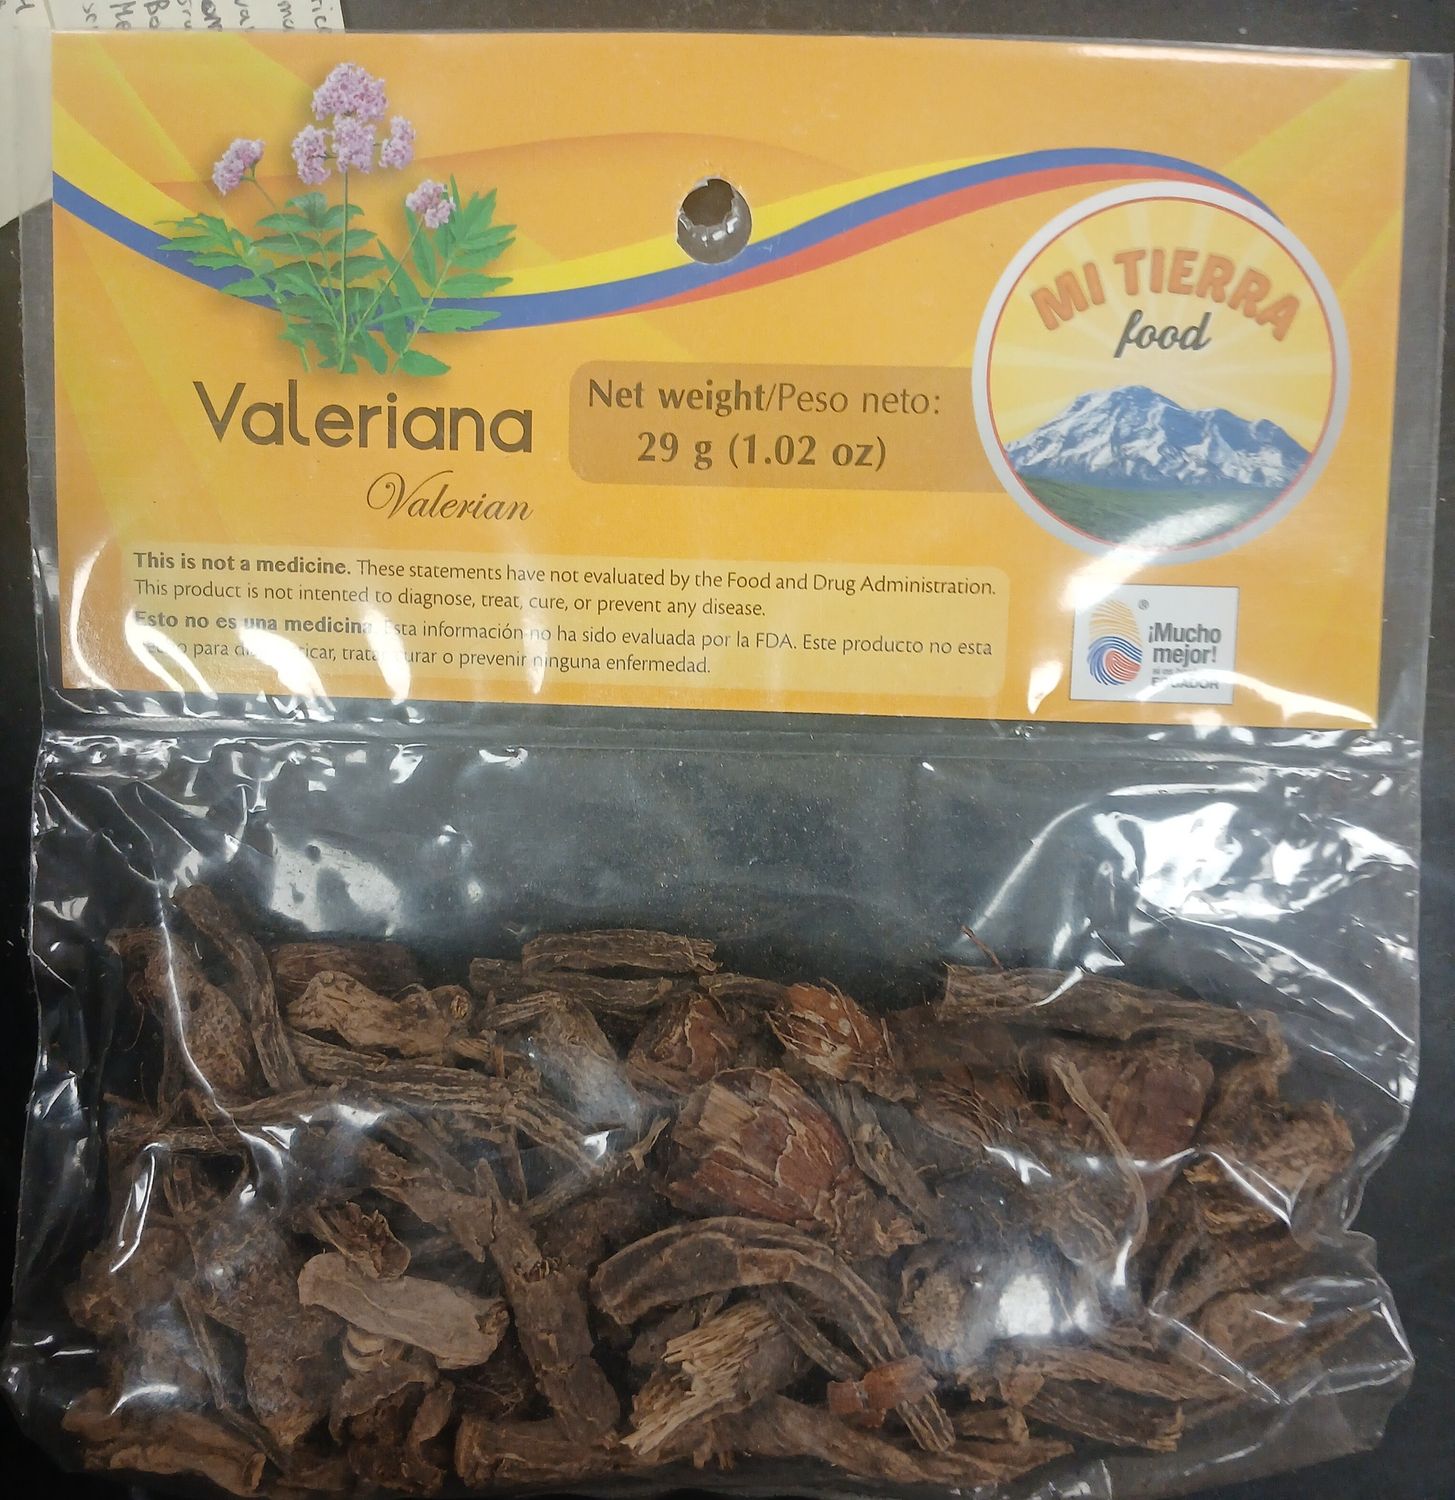 Valeriana
Valerian
Net weight/Peso neto:
29 g (1.02 oz)
MI TIERRA
food
This is not a medicine. These statements have not evaluated by the Food and Drug Administration.
This product is not intented to diagnose, treat, cure, or prevent any disease.
Esto no es una medicina. Esta información no ha sido evaluada por la FDA. Este producto no esta
para tratar curar o prevenir ninguna enfermedad.
®
¡Mucho
mejor!
ECUADOR